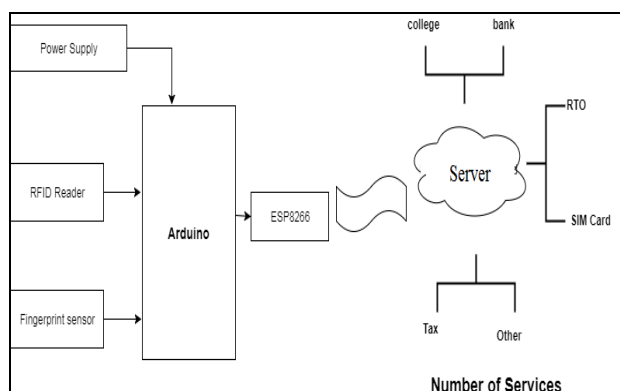 college bank
Power Supply
RTO
Server
RFID Reader
ESP8266
SIM Card
Arduino
Fingerprint sensor
Tax
Other
Number of Services